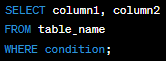 SELECT column1, column2
FROM table_name
WHERE condition;